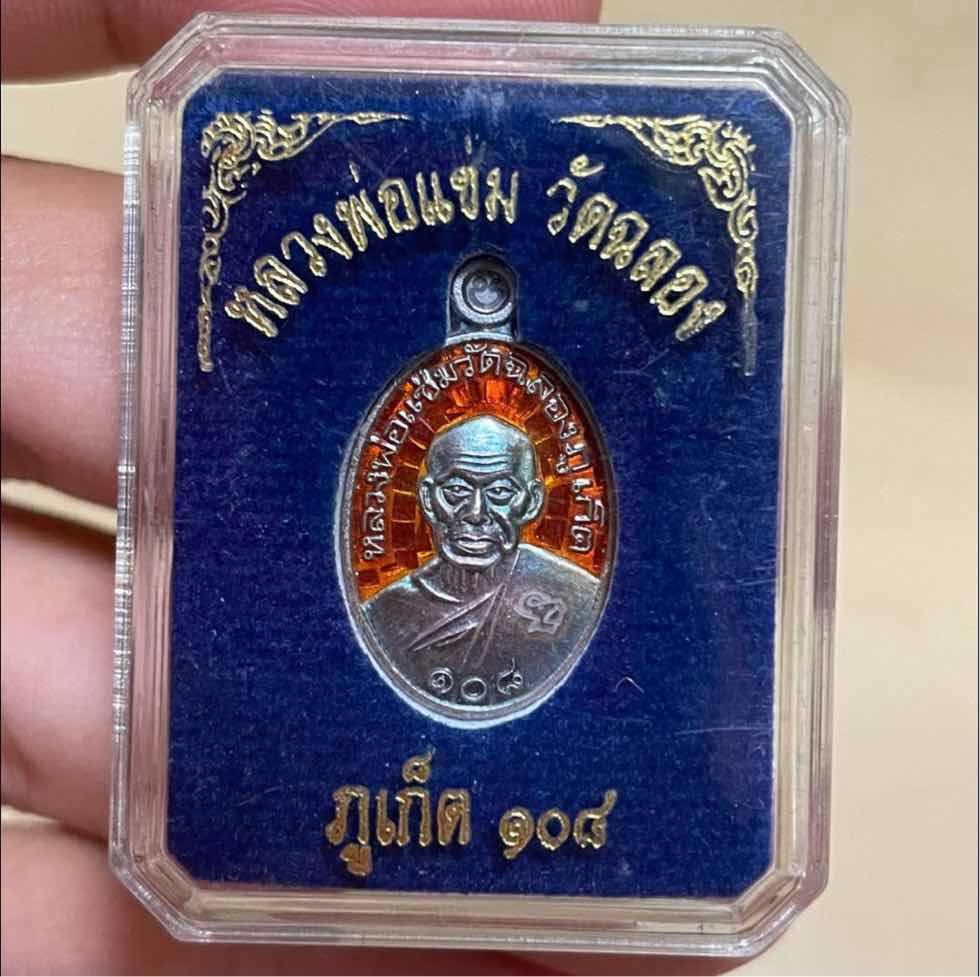 หลวงพ่อแช่ม วัดฉลอง
หลวงพ่อแช่มวัดฉลองภูเก็ต
๑๐๘
ภูเก็ต ๑๐๘